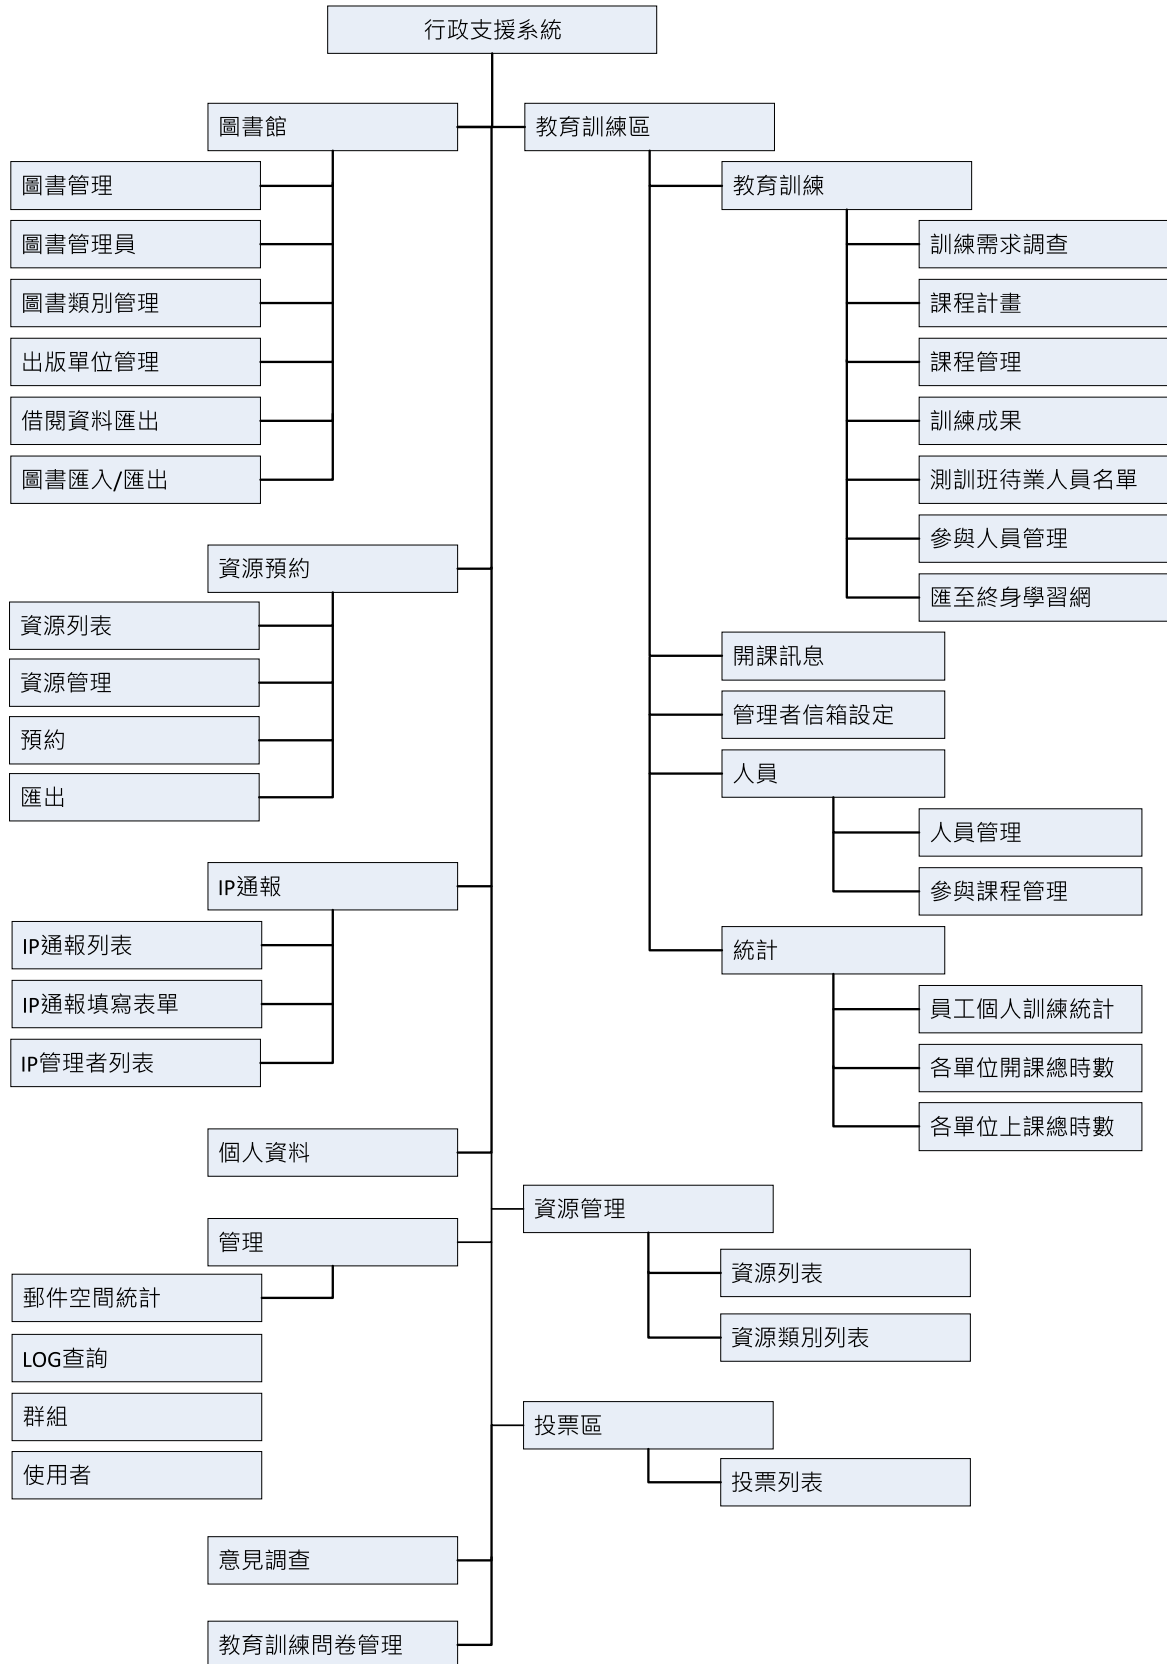 行政支援系統
圖書館
圖書管理
圖書管理員
圖書類別管理
出版單位管理
借閱資料匯出
圖書匯入/匯出
資源預約
資源列表
資源管理
預約
匯出
IP通報
IP通報列表
IP通報填寫表單
IP管理者列表
個人資料
管理
郵件空間統計
LOG查詢
群組
使用者
意見調查
教育訓練問卷管理
教育訓練區
教育訓練
訓練需求調查
課程計畫
課程管理
訓練成果
測訓班待業人員名單
參與人員管理
匯至終身學習網
開課訊息
管理者信箱設定
人員
人員管理
參與課程管理
統計
員工個人訓練統計
各單位開課總時數
各單位上課總時數
資源管理
資源列表
資源類別列表
投票區
投票列表